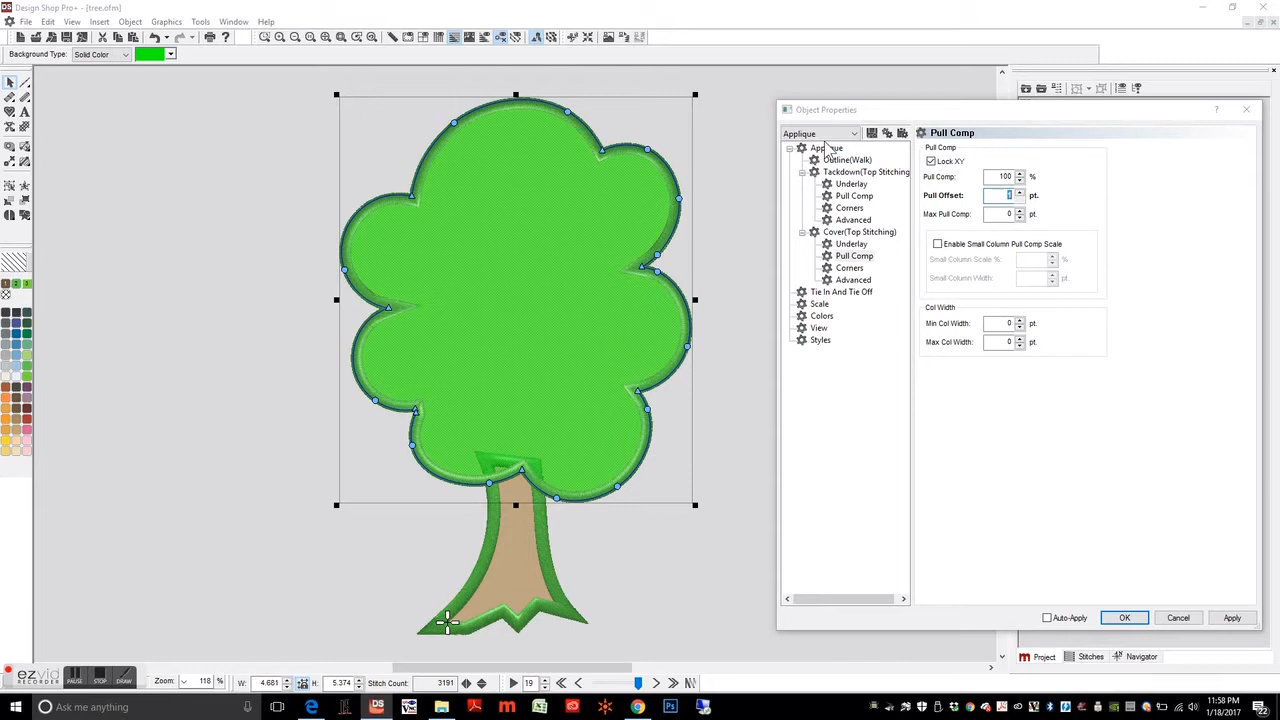 DS Design Shop Pro+ - [tree.ofm]
File Edit View Insert Object Graphics Tools Window Help
Background Type: Solid Color
Object Properties
Applique
Applique
Outline(Walk)
Tackdown(Top Stitching
Underlay
Pull Comp
Corners
Advanced
Cover(Top Stitching)
Underlay
Pull Comp
Corners
Advanced
Tie In And Tie Off
Scale
Colors
View
Styles
Pull Comp
Pull Comp
Lock XY
Pull Comp: 100 %
Pull Offset: pt.
Max Pull Comp: 0 pt.
Enable Small Column Pull Comp Scale
Small Column Scale %: %
Small Column Width: pt.
Col Width
Min Col Width: 0 pt.
Max Col Width: 0 pt.
Auto-Apply OK Cancel Apply
Project Stitches Navigator
ezvid RECORDER PAUSE STOP DRAW
Zoom: 118 % W: 4.681 H: 5.374 Stitch Count: 3191 19
Ask me anything
11:58 PM
1/18/2017